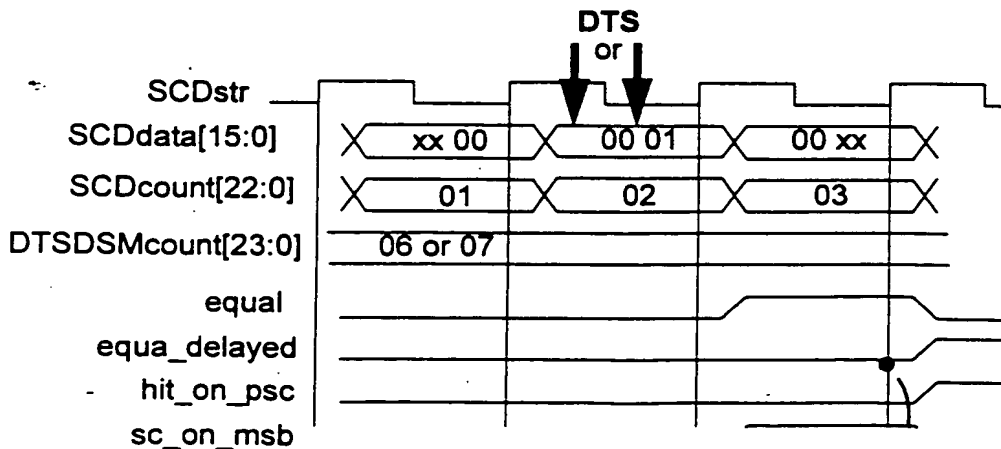 DTS
or
SCDstr
SCDdata[15:0] xx 00 00 01 00 xx
SCDcount[22:0] 01 02 03
DTSDSMcount[23:0] 06 or 07
equal
equa_delayed
hit_on_psc
sc_on_msb